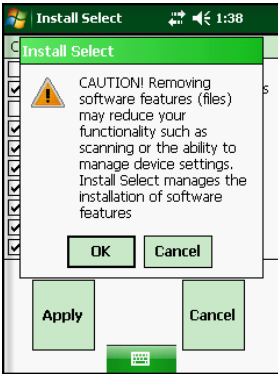 Install Select 1:38
C
Install Select
CAUTION! Removing
software features (files)
may reduce your
functionality such as
scanning or the ability to
manage device settings.
Install Select manages the
installation of software
features
s
OK Cancel
Apply Cancel